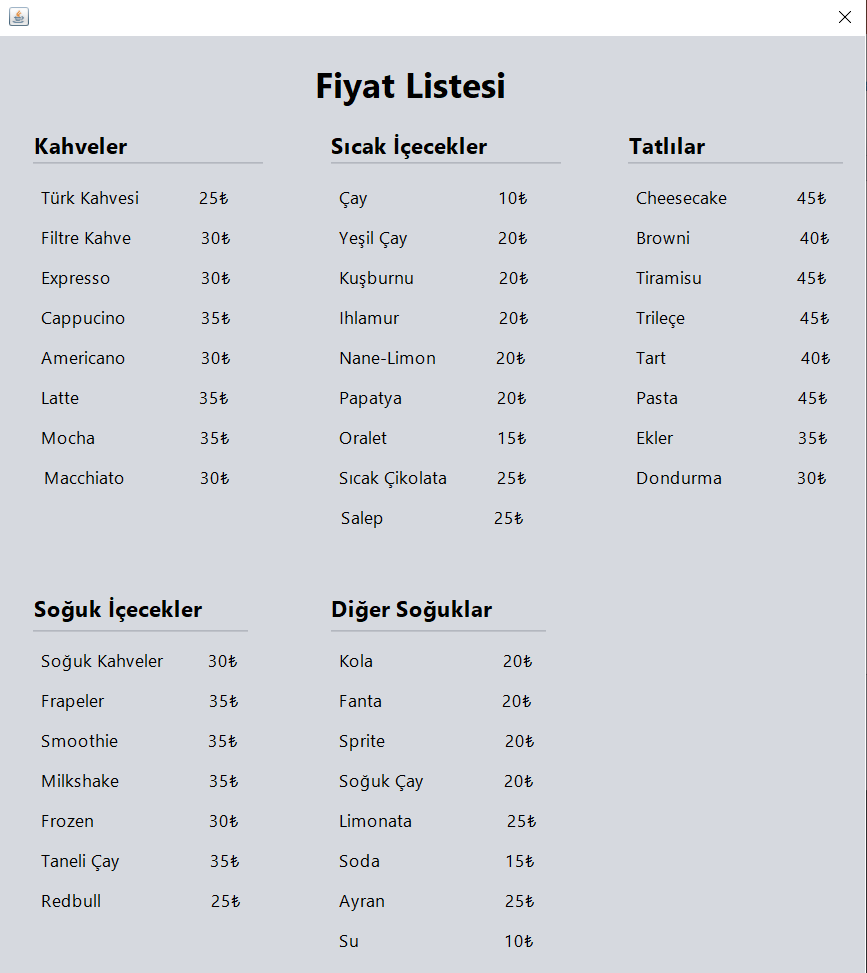 Fiyat Listesi
Kahveler
Türk Kahvesi 25₺
Filtre Kahve 30₺
Expresso 30₺
Cappucino 35₺
Americano 30₺
Latte 35₺
Mocha 35₺
Macchiato 30₺
Sıcak İçecekler
Çay 10₺
Yeşil Çay 20₺
Kuşburnu 20₺
Ihlamur 20₺
Nane-Limon 20₺
Papatya 20₺
Oralet 15₺
Sıcak Çikolata 25₺
Salep 25₺
Tatlılar
Cheesecake 45₺
Browni 40₺
Tiramisu 45₺
Trileçe 45₺
Tart 40₺
Pasta 45₺
Ekler 35₺
Dondurma 30₺
Soğuk İçecekler
Soğuk Kahveler 30₺
Frapeler 35₺
Smoothie 35₺
Milkshake 35₺
Frozen 30₺
Taneli Çay 35₺
Redbull 25₺
Diğer Soğuklar
Kola 20₺
Fanta 20₺
Sprite 20₺
Soğuk Çay 20₺
Limonata 25₺
Soda 15₺
Ayran 25₺
Su 10₺